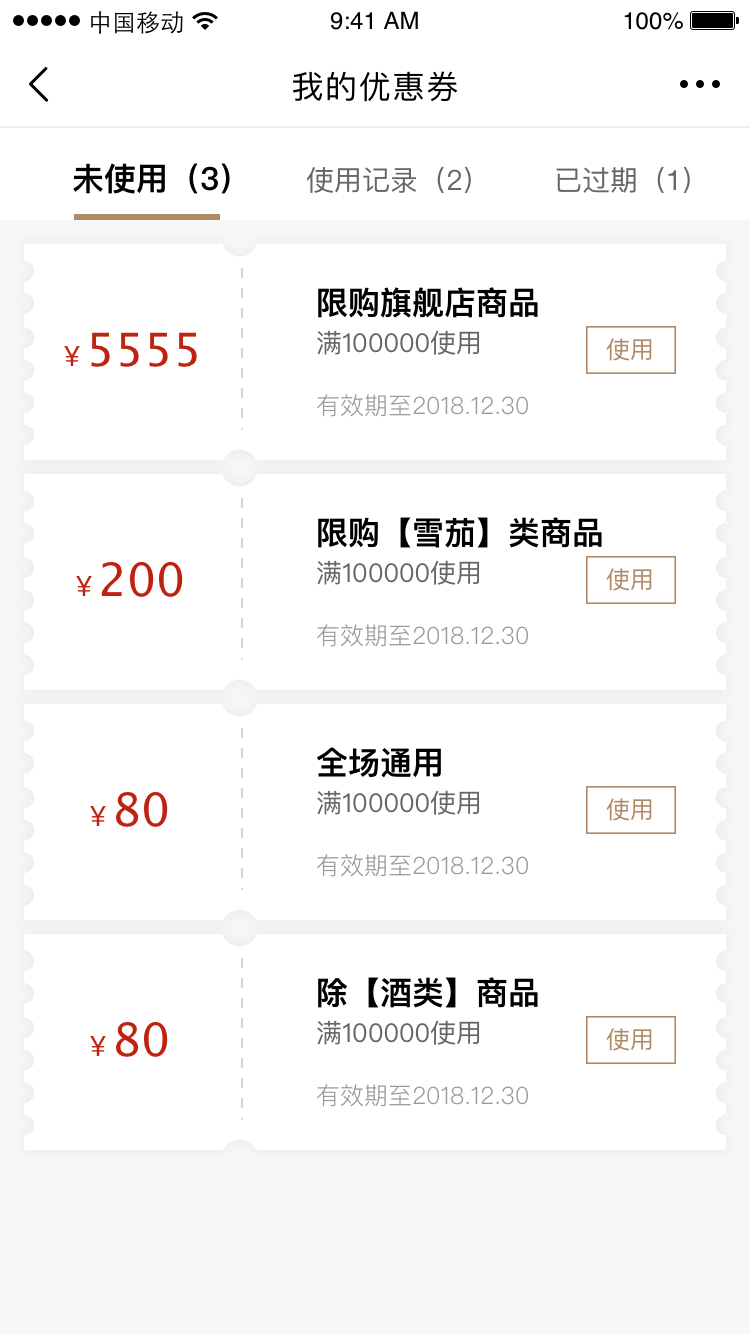 中国移动 9:41 AM 100%
我的优惠券
未使用（3） 使用记录（2） 已过期（1）
限购旗舰店商品
¥5555 满100000使用 使用
有效期至2018.12.30
限购【雪茄】类商品
¥200 满100000使用 使用
有效期至2018.12.30
全场通用
¥80 满100000使用 使用
有效期至2018.12.30
除【酒类】商品
¥80 满100000使用 使用
有效期至2018.12.30